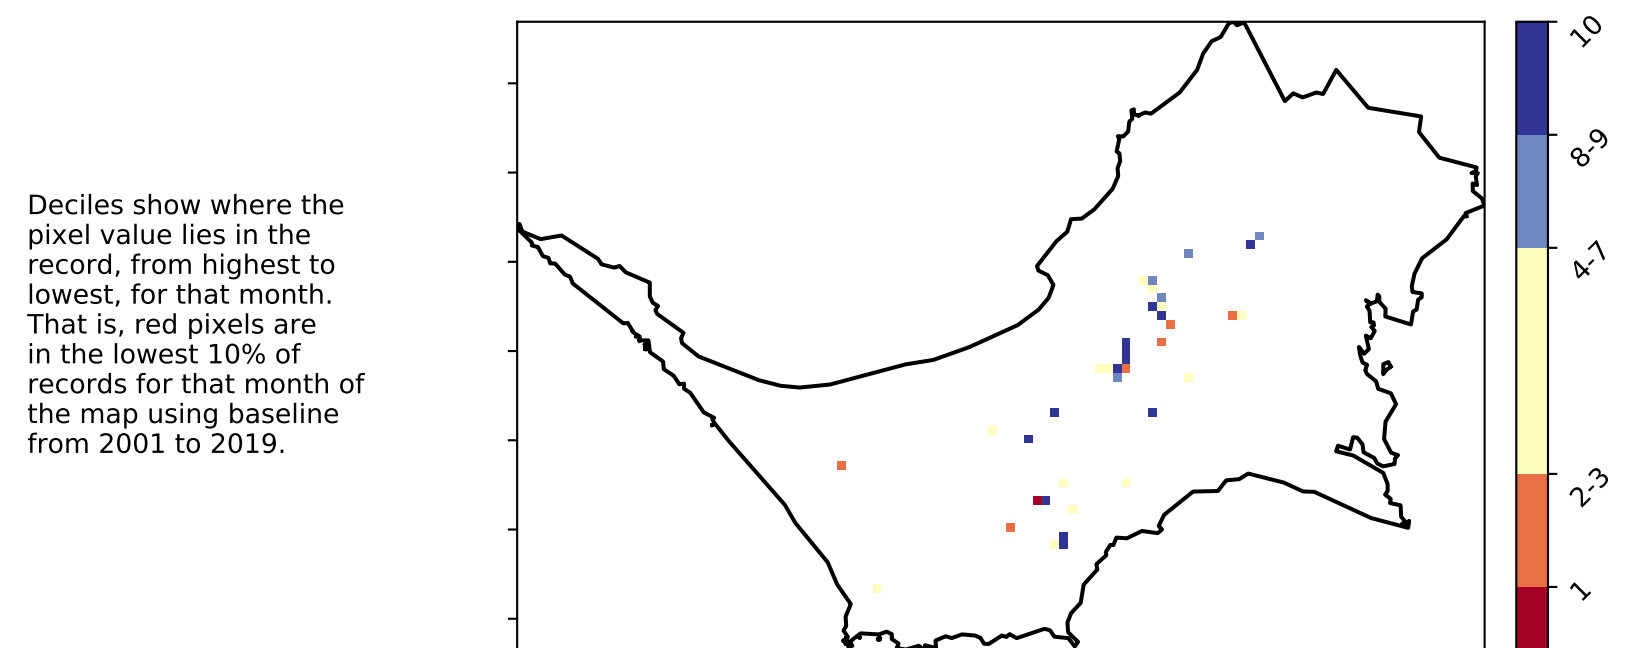 Deciles show where the
pixel value lies in the
record, from highest to
lowest, for that month.
That is, red pixels are
in the lowest 10% of
records for that month of
the map using baseline
from 2001 to 2019.
10
8-9
4-7
2-3
1